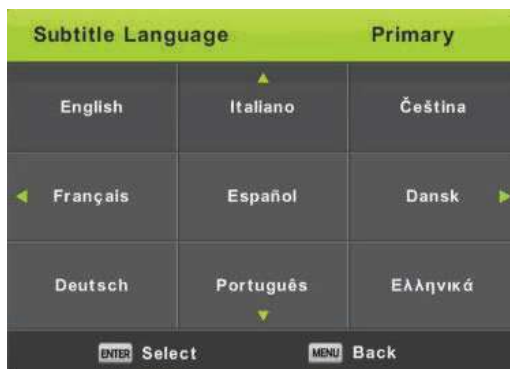 Subtitle Language Primary
English Italiano Čeština
Français Español Dansk
Deutsch Português Ελληνικά
ENTER Select MENU Back